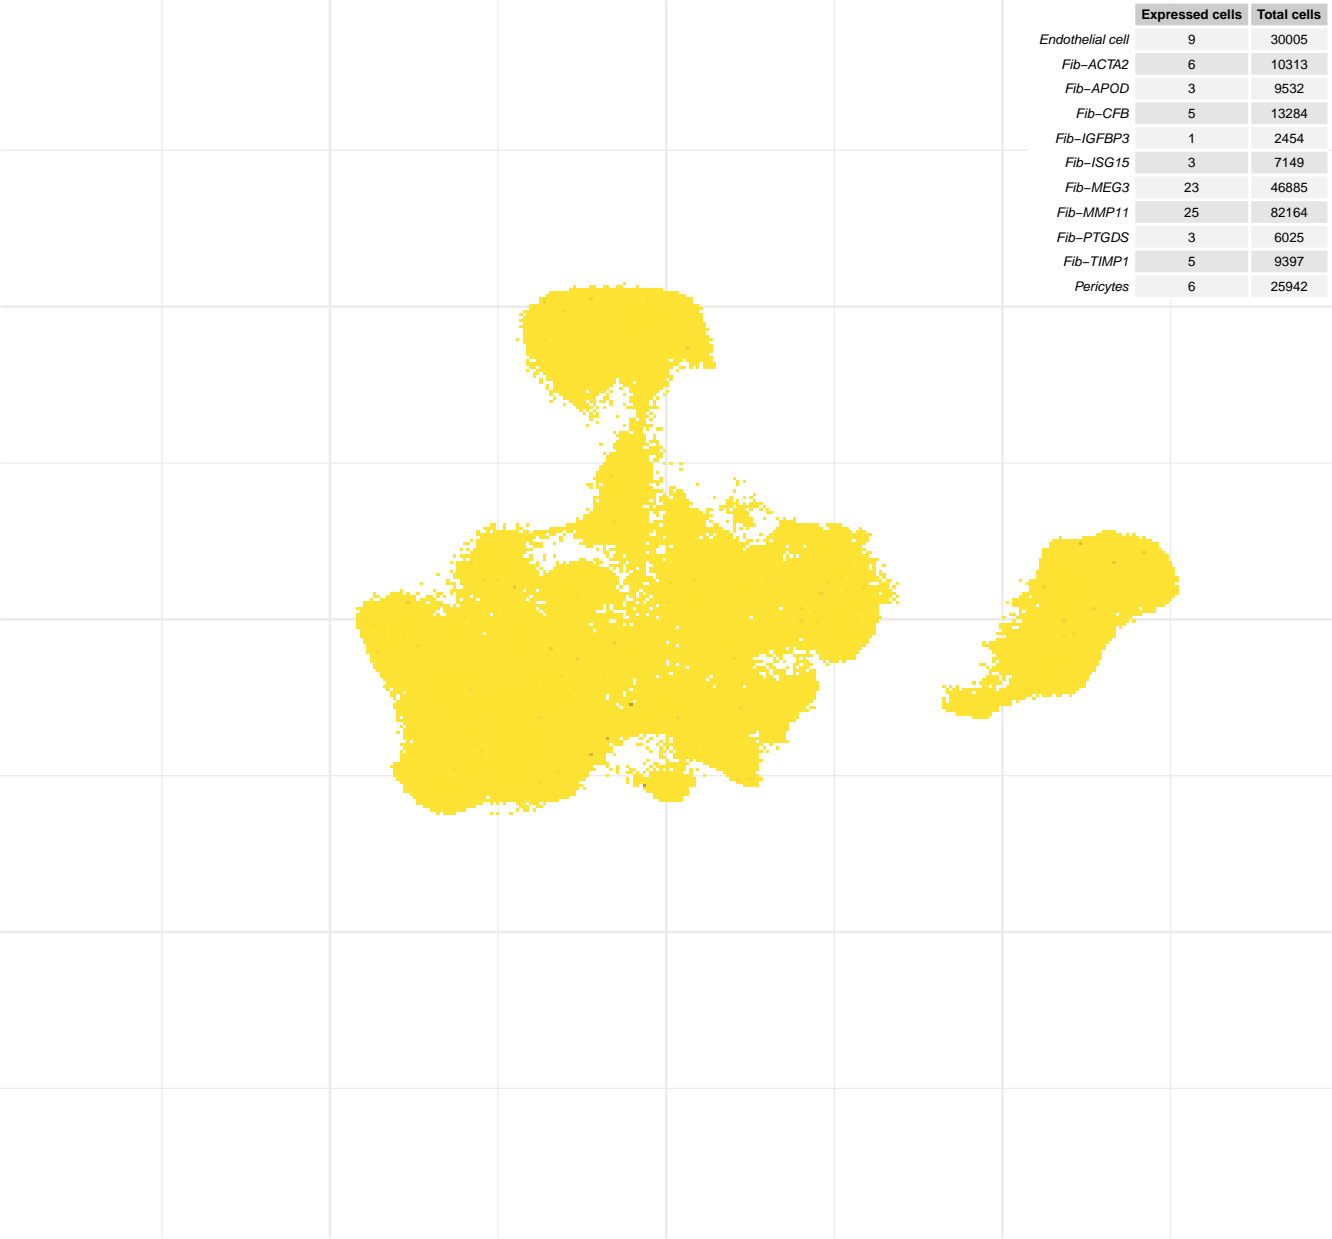 Expressed cells Total cells
Endothelial cell 9 30005
Fib−ACTA2 6 10313
Fib−APOD 3 9532
Fib−CFB 5 13284
Fib−IGFBP3 1 2454
Fib−ISG15 3 7149
Fib−MEG3 23 46885
Fib−MMP11 25 82164
Fib−PTGDS 3 6025
Fib−TIMP1 5 9397
Pericytes 6 25942